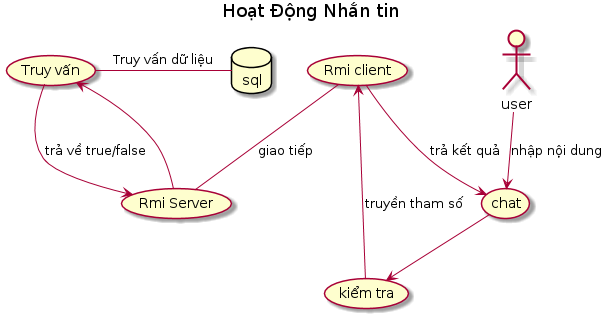 Hoạt Động Nhắn tin
Truy vấn
Truy vấn dữ liệu
sql
Rmi client
user
trả về true/false
giao tiếp
trả kết quả
nhập nội dung
Rmi Server
truyền tham số
chat
kiểm tra